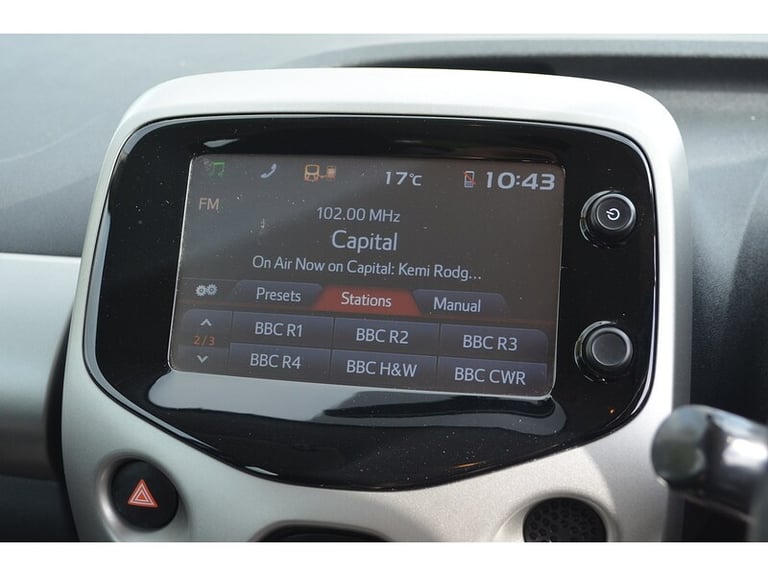 17°C 10:43
FM
102.00 MHz
Capital
On Air Now on Capital: Kemi Rodg...
Presets Stations Manual
2/3
BBC R1 BBC R2 BBC R3
BBC R4 BBC H&W BBC CWR